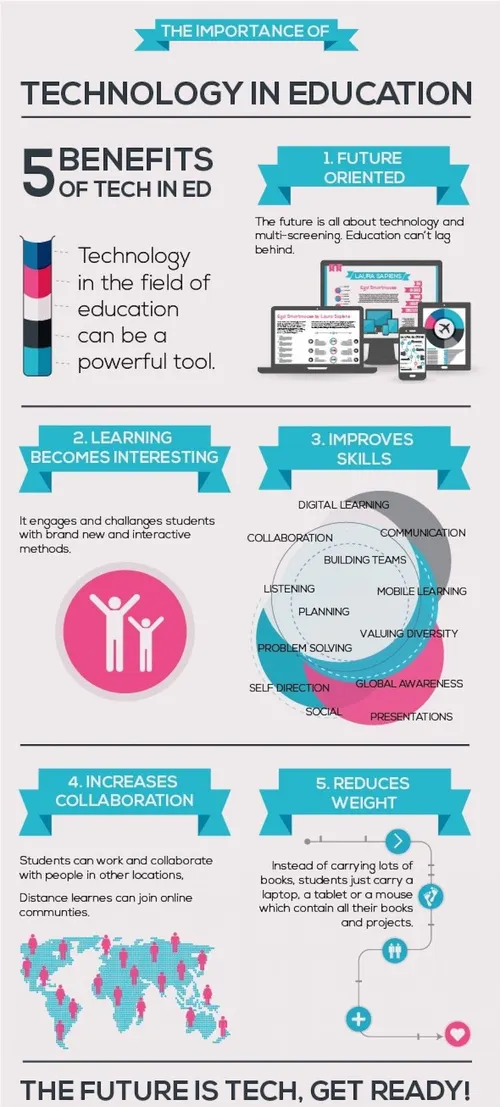 THE IMPORTANCE OF
TECHNOLOGY IN EDUCATION
5 BENEFITS
OF TECH IN ED
Technology
in the field of
education
can be a
powerful tool.
1. FUTURE
ORIENTED
The future is all about technology and
multi-screening. Education can't lag
behind.
LAURA SAPIENS
2. LEARNING
BECOMES INTERESTING
It engages and challanges students
with brand new and interactive
methods.
3. IMPROVES
SKILLS
DIGITAL LEARNING
COLLABORATION
COMMUNICATION
BUILDING TEAMS
LISTENING
MOBILE LEARNING
PLANNING
VALUING DIVERSITY
PROBLEM SOLVING
SELF DIRECTION
GLOBAL AWARENESS
SOCIAL
PRESENTATIONS
4. INCREASES
COLLABORATION
Students can work and collaborate
with people in other locations,
Distance learnes can join online
communties.
5. REDUCES
WEIGHT
Instead of carrying lots of
books, students just carry a
laptop, a tablet or a mouse
which contain all their books
and projects.
THE FUTURE IS TECH, GET READY!